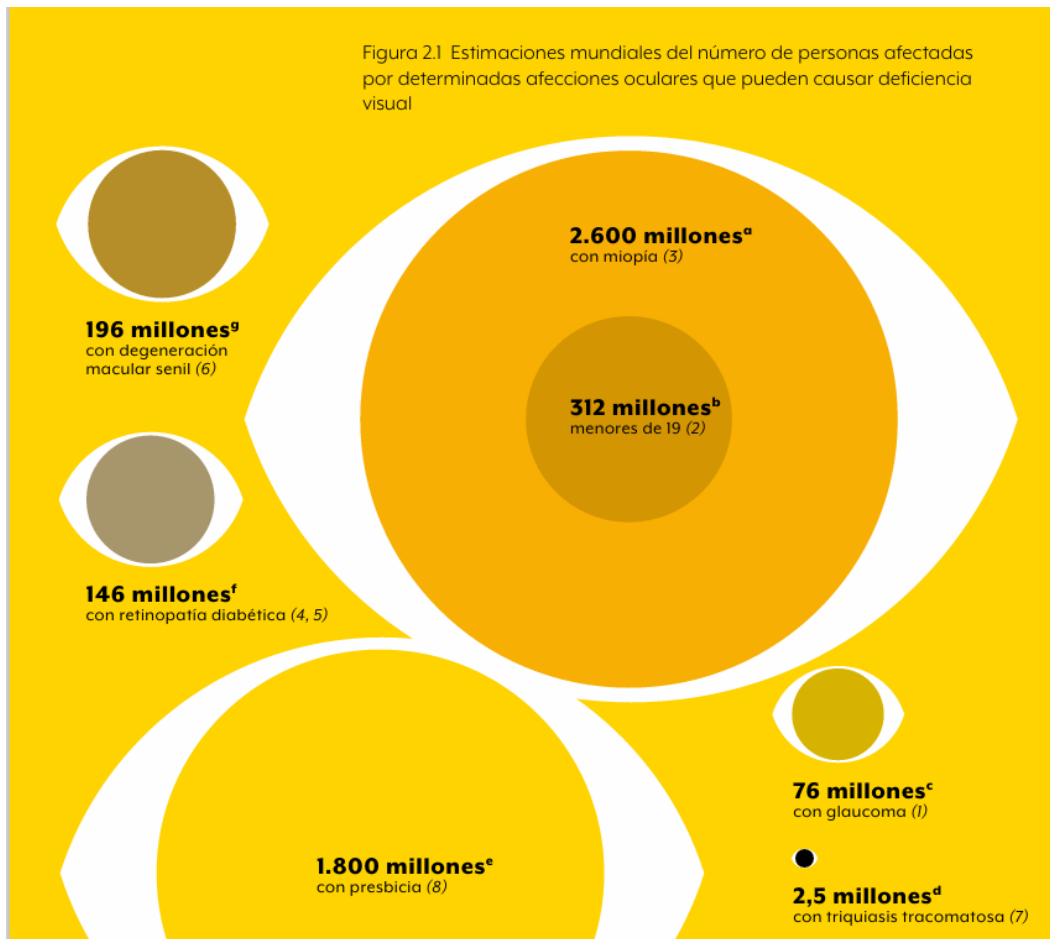 Figura 2.1 Estimaciones mundiales del número de personas afectadas
por determinadas afecciones oculares que pueden causar deficiencia
visual
2.600 millonesᵃ
con miopía (3)
196 millonesᵍ
con degeneración
macular senil (6)
312 millonesᵇ
menores de 19 (2)
146 millonesᶠ
con retinopatía diabética (4, 5)
76 millonesᶜ
con glaucoma (1)
1.800 millonesᵉ
con presbicia (8)
2,5 millonesᵈ
con triquiasis tracomatosa (7)